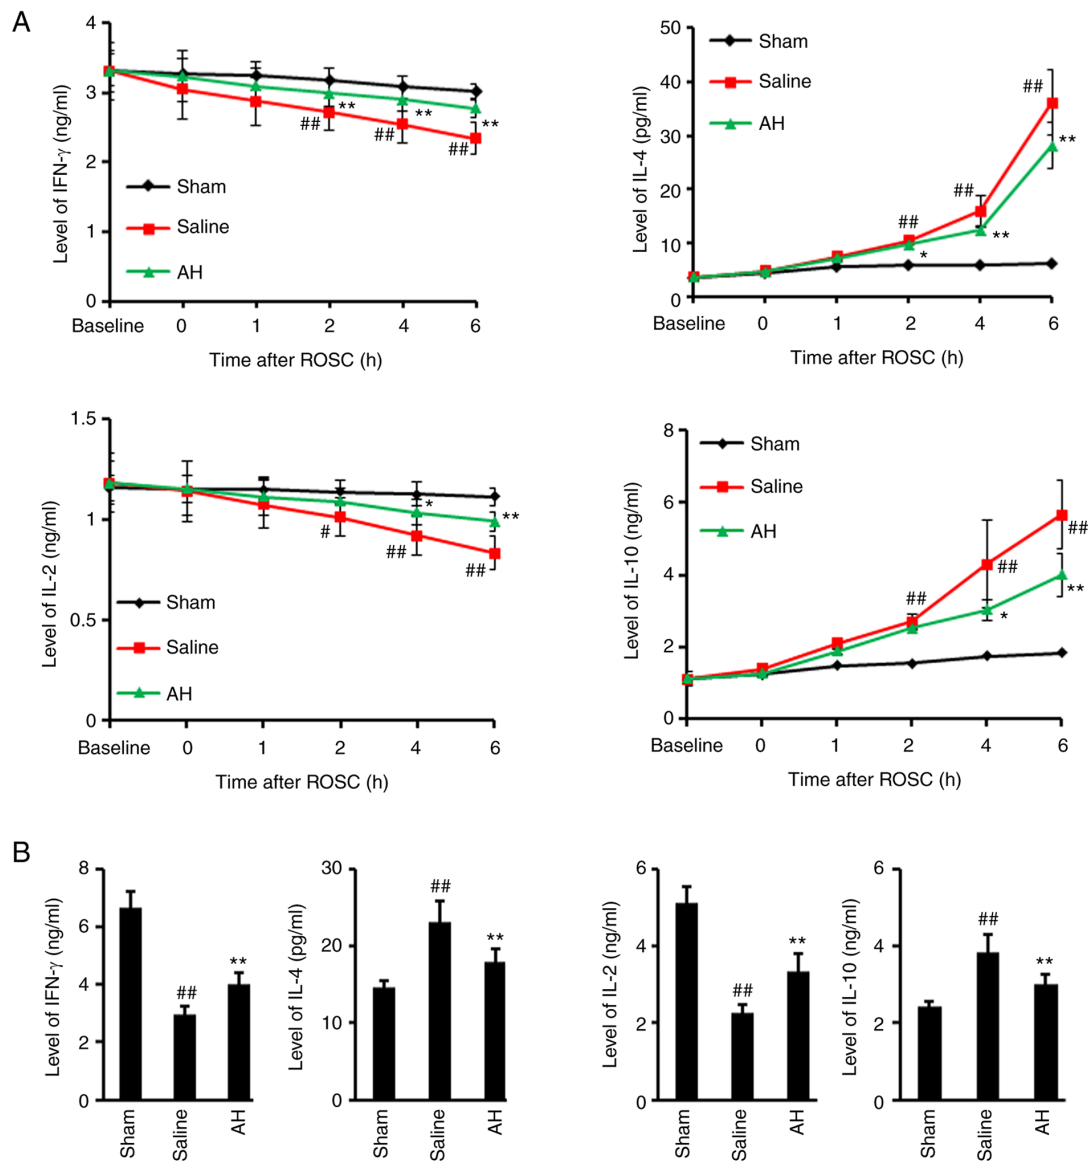 A
Level of IFN-γ (ng/ml)
4
3
2
1
0
Sham
Saline
AH
##
##
##
**
**
**
Baseline 0 1 2 4 6
Time after ROSC (h)
Level of IL-4 (pg/ml)
50
40
30
20
10
0
Sham
Saline
AH
##
##
##
*
**
**
Baseline 0 1 2 4 6
Time after ROSC (h)
Level of IL-2 (ng/ml)
1.5
1
0.5
0
Sham
Saline
AH
#
##
##
*
**
Baseline 0 1 2 4 6
Time after ROSC (h)
Level of IL-10 (ng/ml)
8
6
4
2
0
Sham
Saline
AH
##
##
##
*
**
Baseline 0 1 2 4 6
Time after ROSC (h)
B
Level of IFN-γ (ng/ml)
8
6
4
2
0
##
**
Sham Saline AH
Level of IL-4 (pg/ml)
30
20
10
0
##
**
Sham Saline AH
Level of IL-2 (ng/ml)
6
4
2
0
##
**
Sham Saline AH
Level of IL-10 (ng/ml)
6
4
2
0
##
**
Sham Saline AH